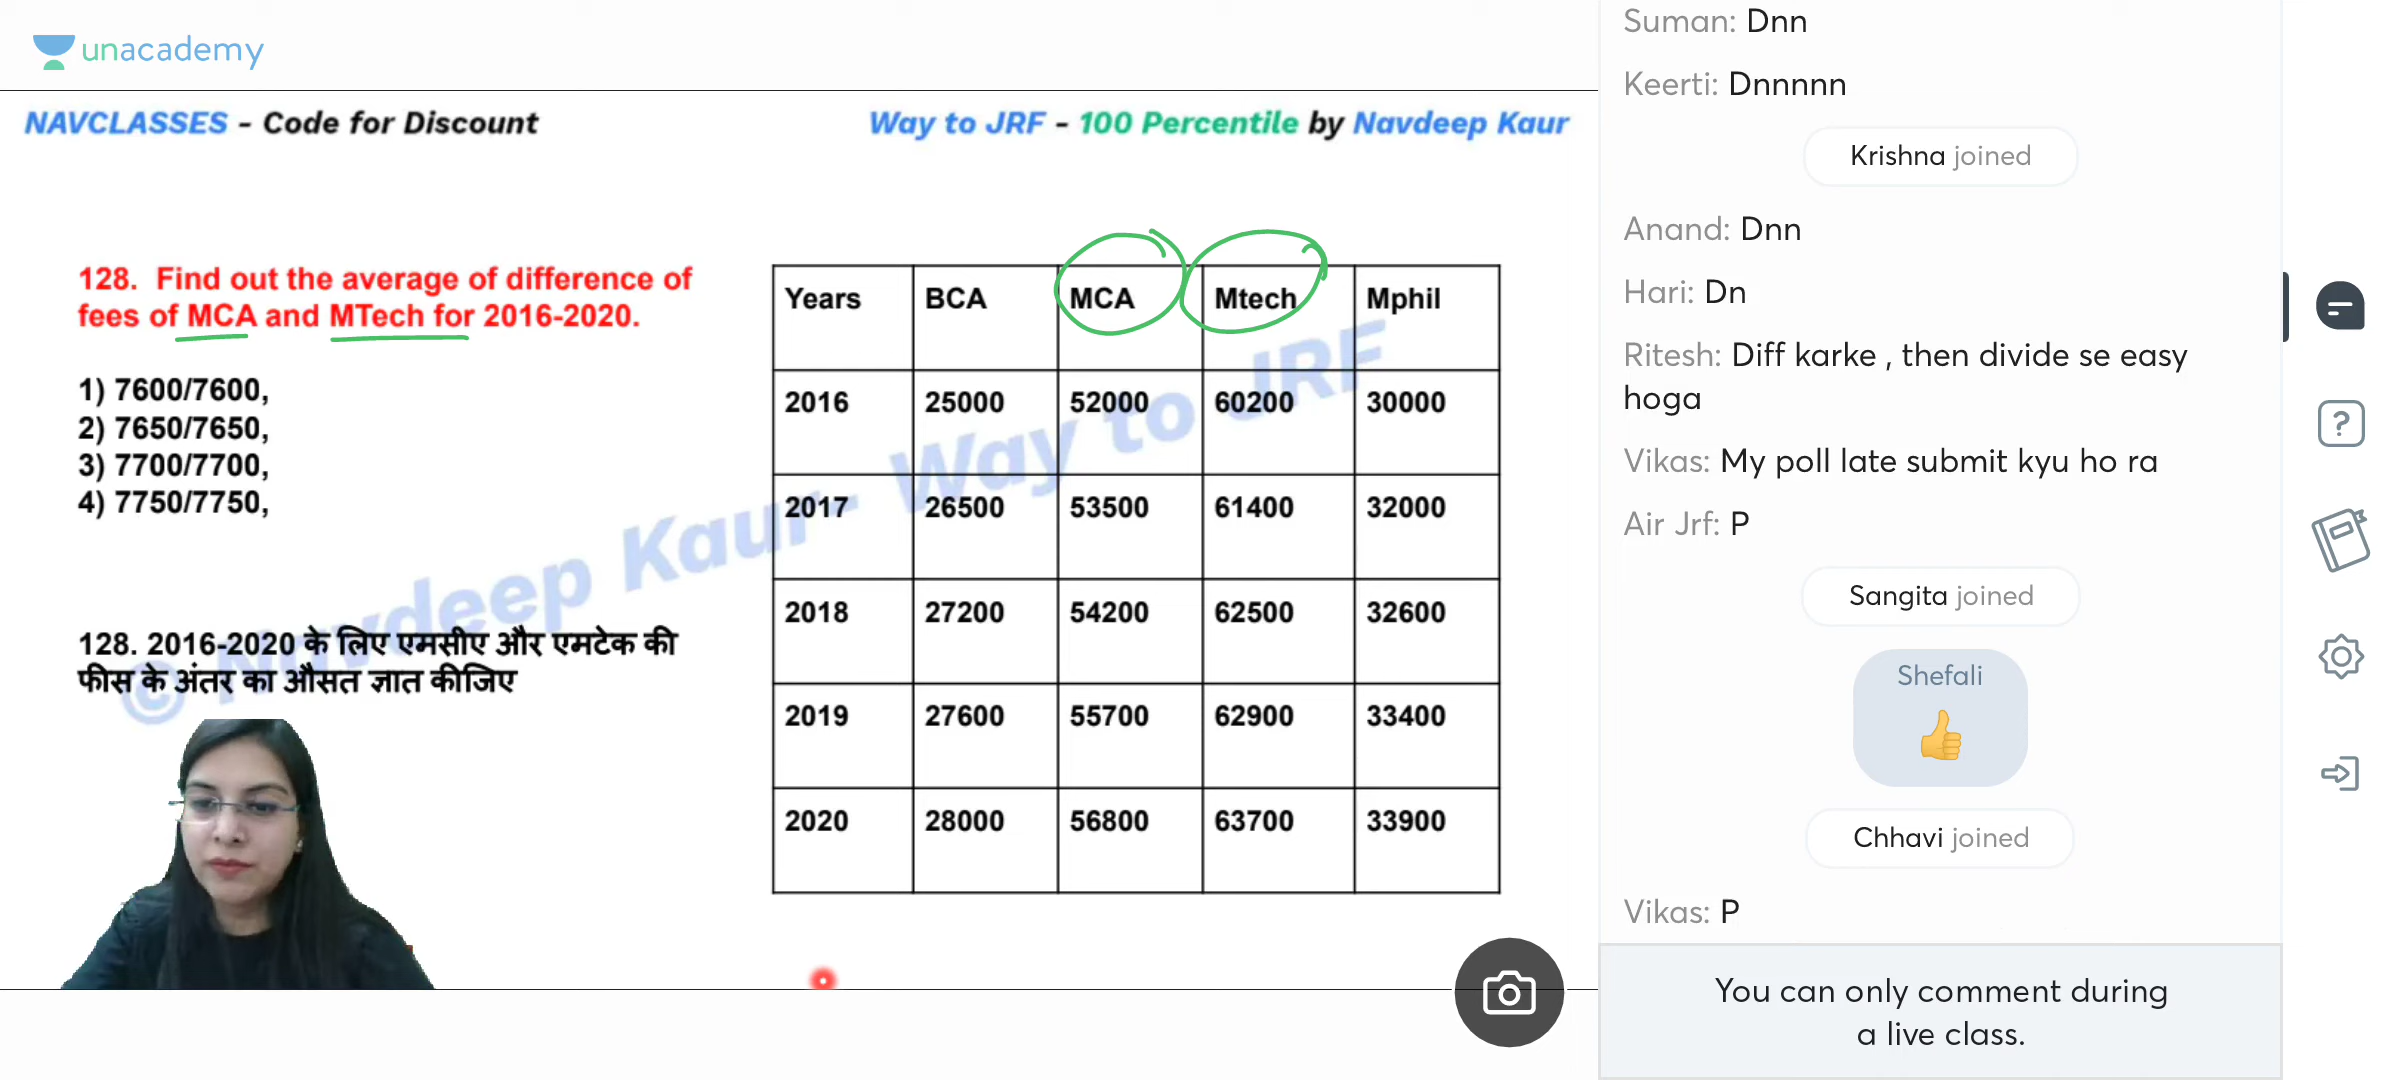 unacademy
NAVCLASSES - Code for Discount
Way to JRF - 100 Percentile by Navdeep Kaur
128. Find out the average of difference of
fees of MCA and MTech for 2016-2020.
1) 7600/7600,
2) 7650/7650,
3) 7700/7700,
4) 7750/7750,
128. 2016-2020 के लिए एमसीए और एमटेक की
फीस के अंतर का औसत ज्ञात कीजिए
Years BCA MCA Mtech Mphil
2016 25000 52000 60200 30000
2017 26500 53500 61400 32000
2018 27200 54200 62500 32600
2019 27600 55700 62900 33400
2020 28000 56800 63700 33900
© Navdeep Kaur- Way to JRF
Suman: Dnn
Keerti: Dnnnnn
Krishna joined
Anand: Dnn
Hari: Dn
Ritesh: Diff karke , then divide se easy
hoga
Vikas: My poll late submit kyu ho ra
Air Jrf: P
Sangita joined
Shefali
👍
Chhavi joined
Vikas: P
You can only comment during
a live class.